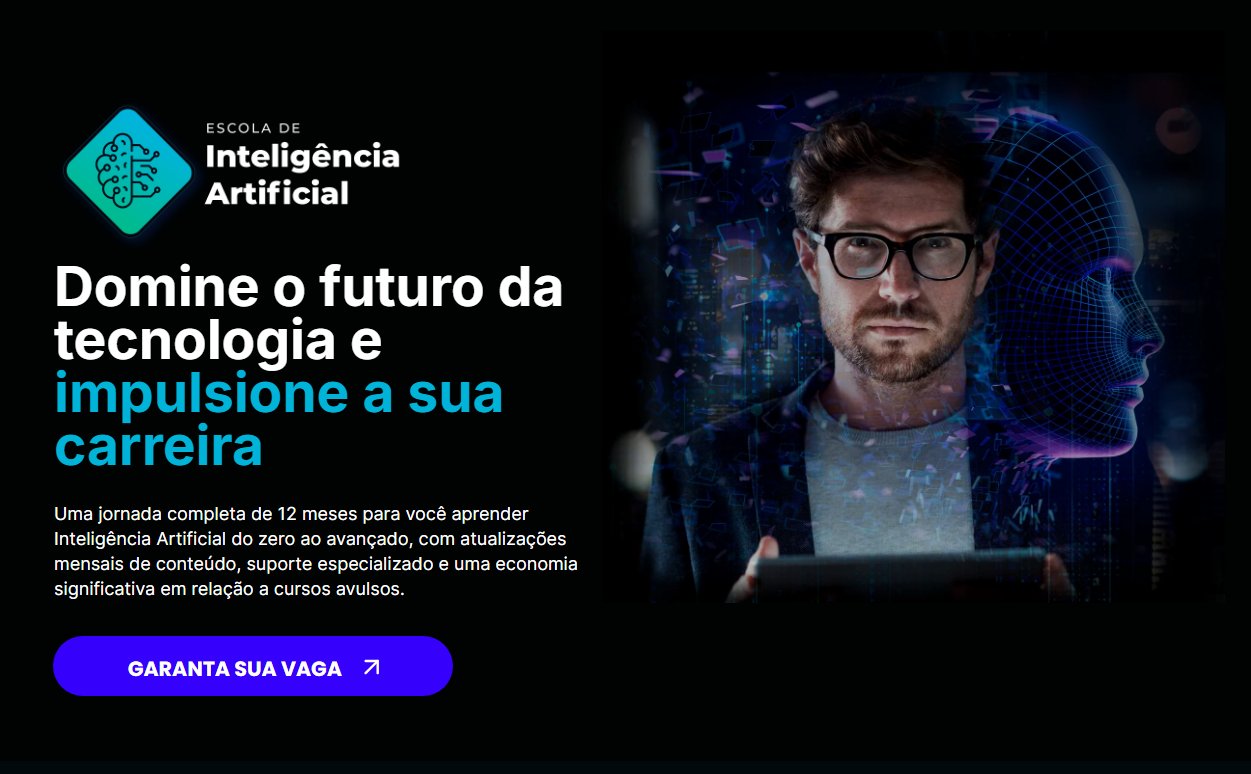 ESCOLA DE
Inteligência
Artificial
Domine o futuro da
tecnologia e
impulsione a sua
carreira
Uma jornada completa de 12 meses para você aprender
Inteligência Artificial do zero ao avançado, com atualizações
mensais de conteúdo, suporte especializado e uma economia
significativa em relação a cursos avulsos.
GARANTA SUA VAGA